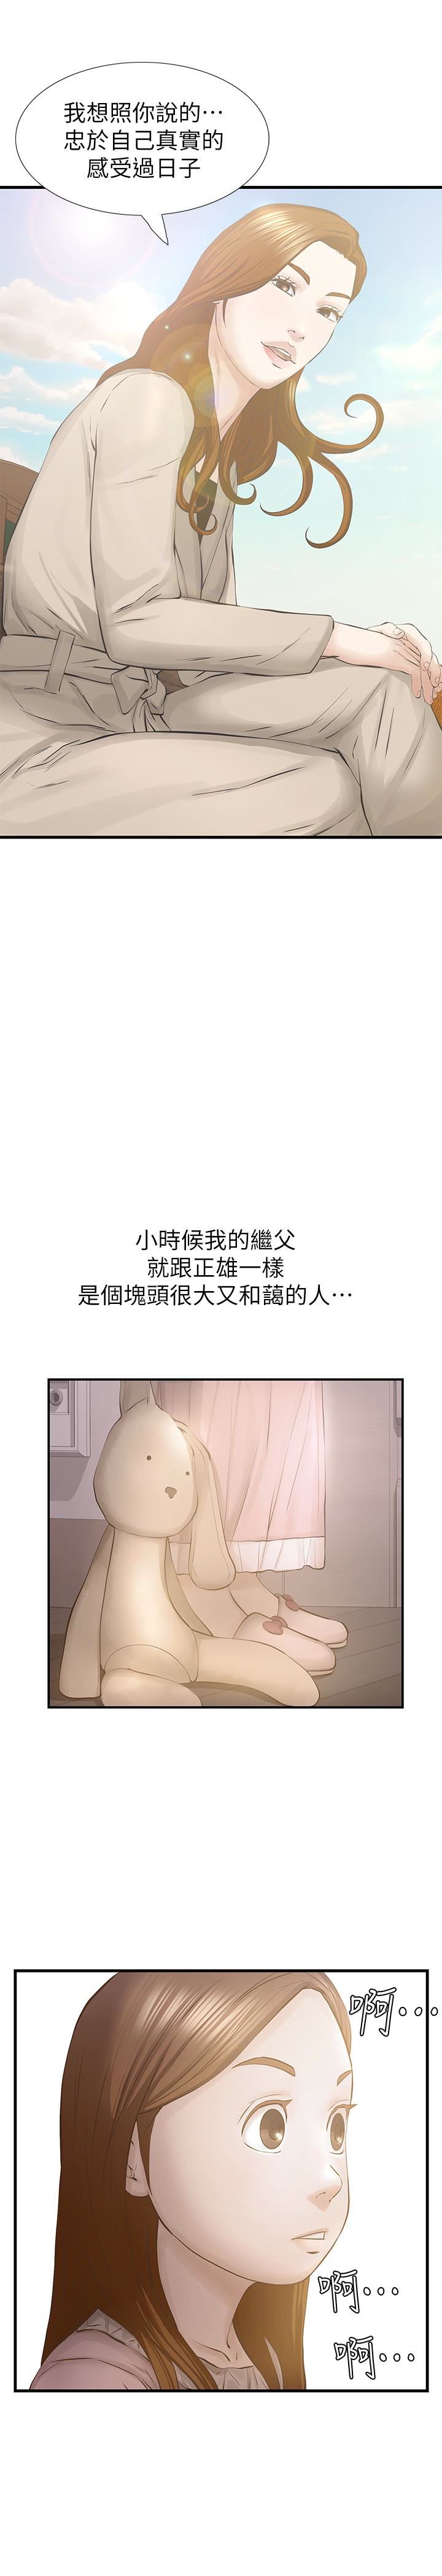 我想照你說的…
忠於自己真實的
感受過日子
小時候我的繼父
就跟正雄一樣
是個塊頭很大又和藹的人…
啊…
啊…
啊…